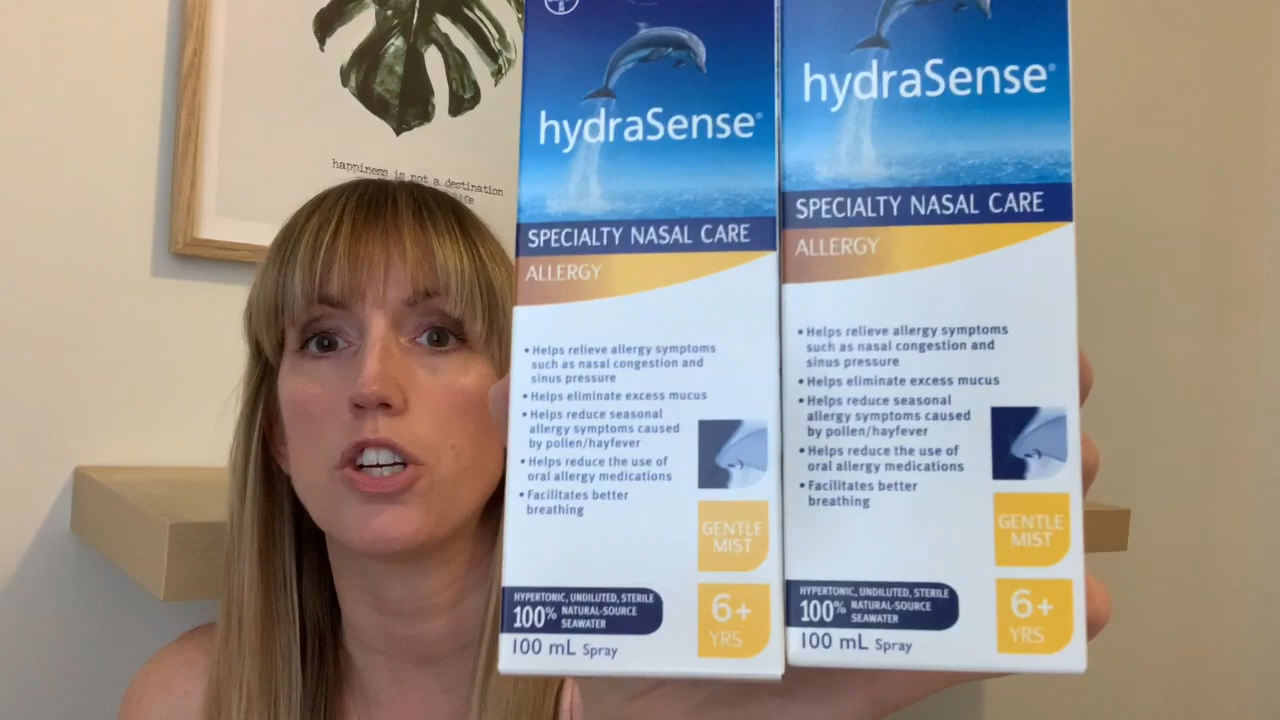 happiness is not a destination
life
hydraSense®
SPECIALTY NASAL CARE
ALLERGY
• Helps relieve allergy symptoms
such as nasal congestion and
sinus pressure
• Helps eliminate excess mucus
• Helps reduce seasonal
allergy symptoms caused
by pollen/hayfever
• Helps reduce the use of
oral allergy medications
• Facilitates better
breathing
GENTLE
MIST
HYPERTONIC, UNDILUTED, STERILE
100% NATURAL-SOURCE
SEAWATER
6+
YRS
100 mL Spray
hydraSense®
SPECIALTY NASAL CARE
ALLERGY
• Helps relieve allergy symptoms
such as nasal congestion and
sinus pressure
• Helps eliminate excess mucus
• Helps reduce seasonal
allergy symptoms caused
by pollen/hayfever
• Helps reduce the use of
oral allergy medications
• Facilitates better
breathing
GENTLE
MIST
HYPERTONIC, UNDILUTED, STERILE
100% NATURAL-SOURCE
SEAWATER
6+
YRS
100 mL Spray